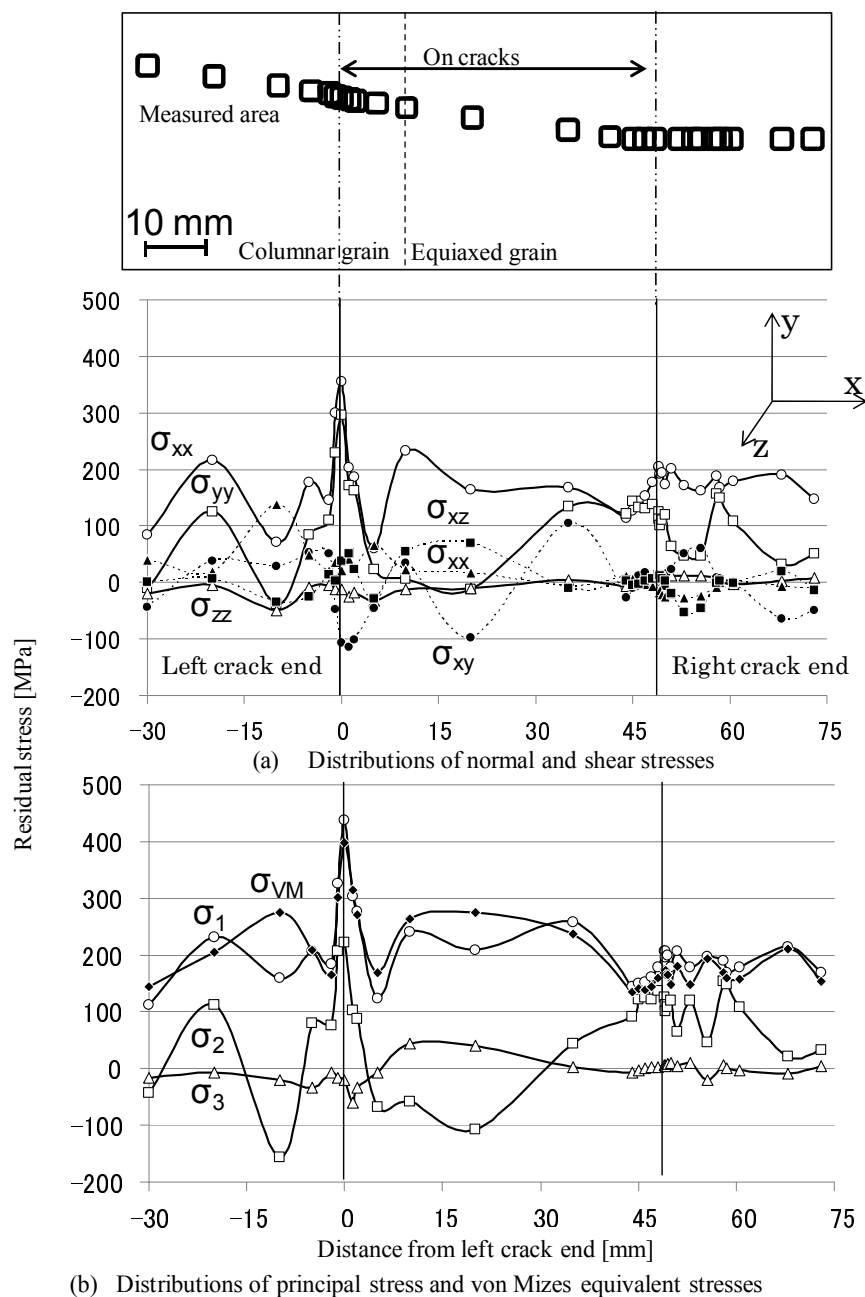 On cracks
Measured area
10 mm
Columnar grain
Equiaxed grain
Residual stress [MPa]
500
400
300
200
100
0
−100
−200
σxx
σyy
σzz
σxz
σxx
σxy
y
x
z
Left crack end
Right crack end
−30 −15 0 15 30 45 60 75
(a) Distributions of normal and shear stresses
500
400
300
200
100
0
−100
−200
σVM
σ1
σ2
σ3
−30 −15 0 15 30 45 60 75
Distance from left crack end [mm]
(b) Distributions of principal stress and von Mizes equivalent stresses